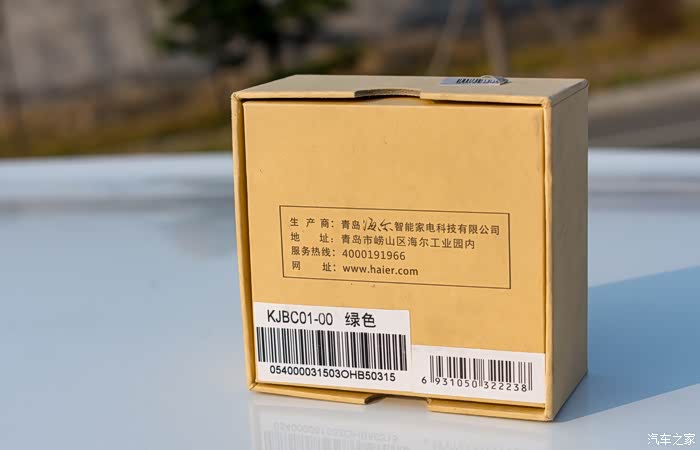 生产商：青岛海尔智能家电科技有限公司
地址：青岛市崂山区海尔工业园内
服务热线：4000191966
网址：www.haier.com
KJBC01-00 绿色
054000031503OHB50315
6 931050 322238
汽车之家